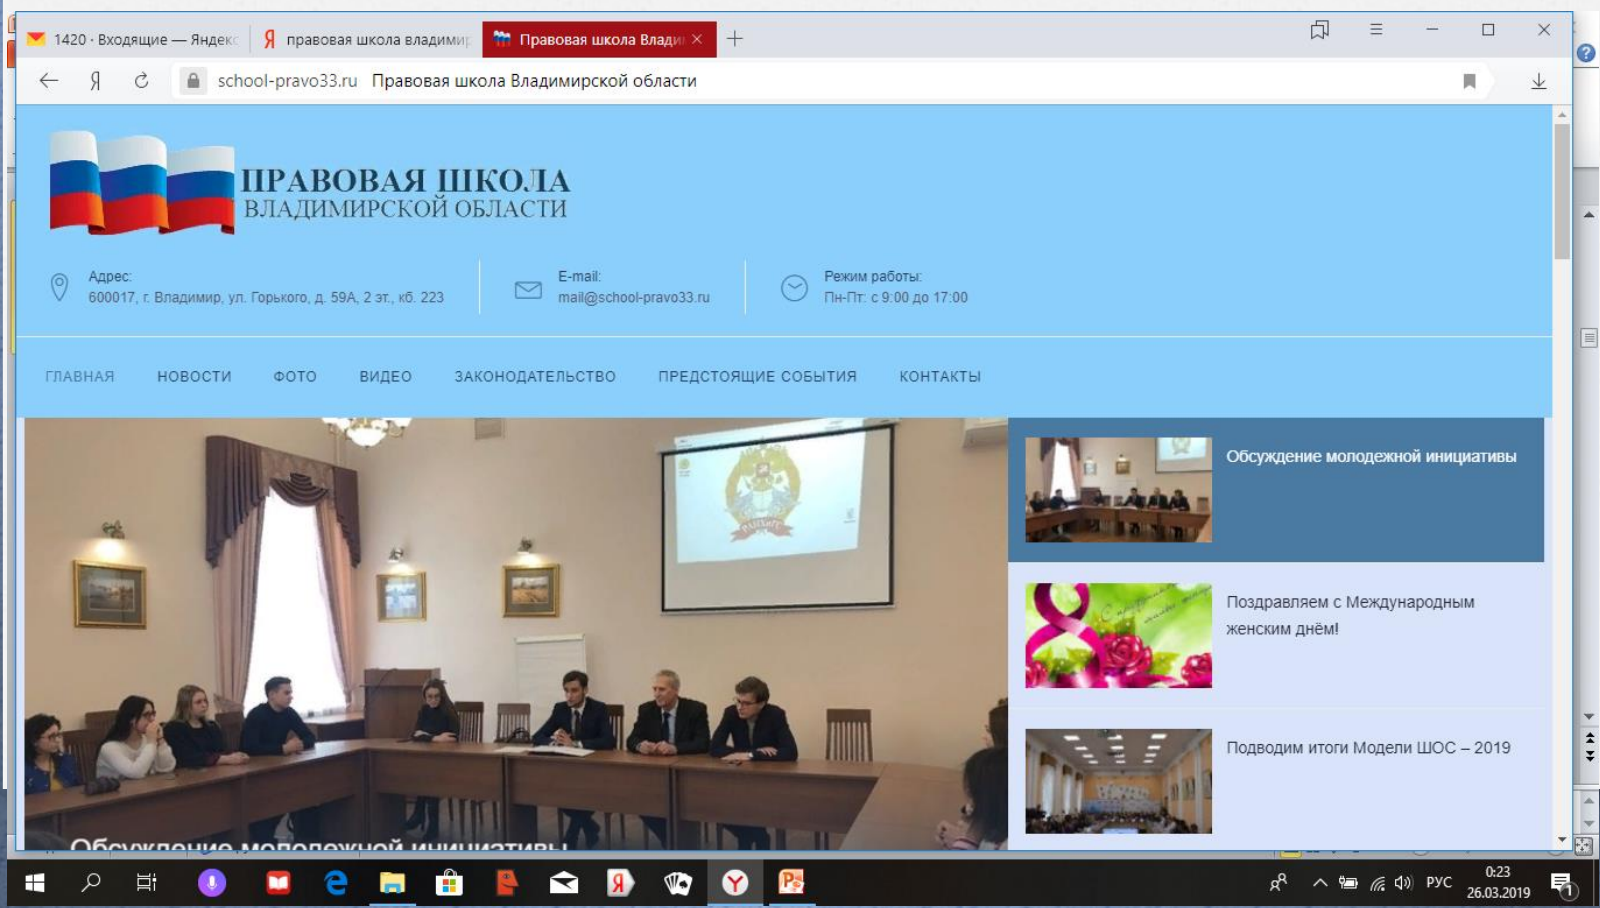 1420 · Входящие — Яндекс
правовая школа владимир
Правовая школа Влади
school-pravo33.ru Правовая школа Владимирской области
ПРАВОВАЯ ШКОЛА
ВЛАДИМИРСКОЙ ОБЛАСТИ
Адрес:
600017, г. Владимир, ул. Горького, д. 59А, 2 эт., кб. 223
E-mail:
mail@school-pravo33.ru
Режим работы:
Пн-Пт: с 9:00 до 17:00
ГЛАВНАЯ НОВОСТИ ФОТО ВИДЕО ЗАКОНОДАТЕЛЬСТВО ПРЕДСТОЯЩИЕ СОБЫТИЯ КОНТАКТЫ
РАНХиГС
Обсуждение молодежной инициативы
Обсуждение молодежной инициативы
Поздравляем с Международным
женским днём!
Подводим итоги Модели ШОС – 2019
РУС
0:23
26.03.2019
1